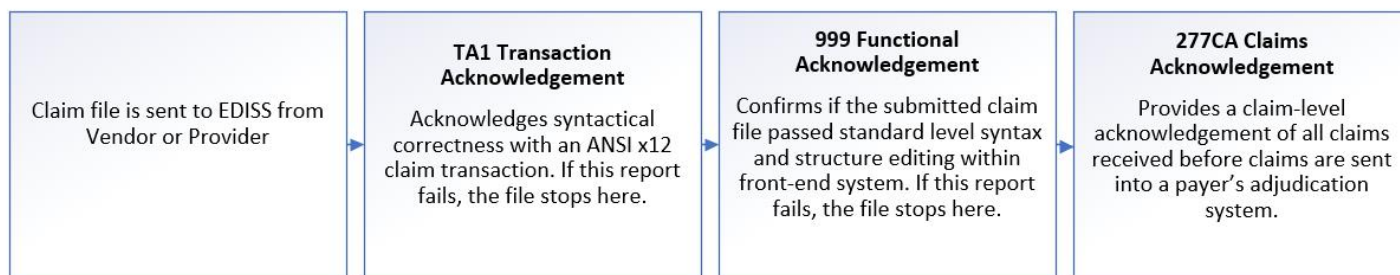 Claim file is sent to EDISS from
Vendor or Provider
TA1 Transaction
Acknowledgement
Acknowledges syntactical
correctness with an ANSI x12
claim transaction. If this report
fails, the file stops here.
999 Functional
Acknowledgement
Confirms if the submitted claim
file passed standard level syntax
and structure editing within
front-end system. If this report
fails, the file stops here.
277CA Claims
Acknowledgement
Provides a claim-level
acknowledgement of all claims
received before claims are sent
into a payer’s adjudication
system.